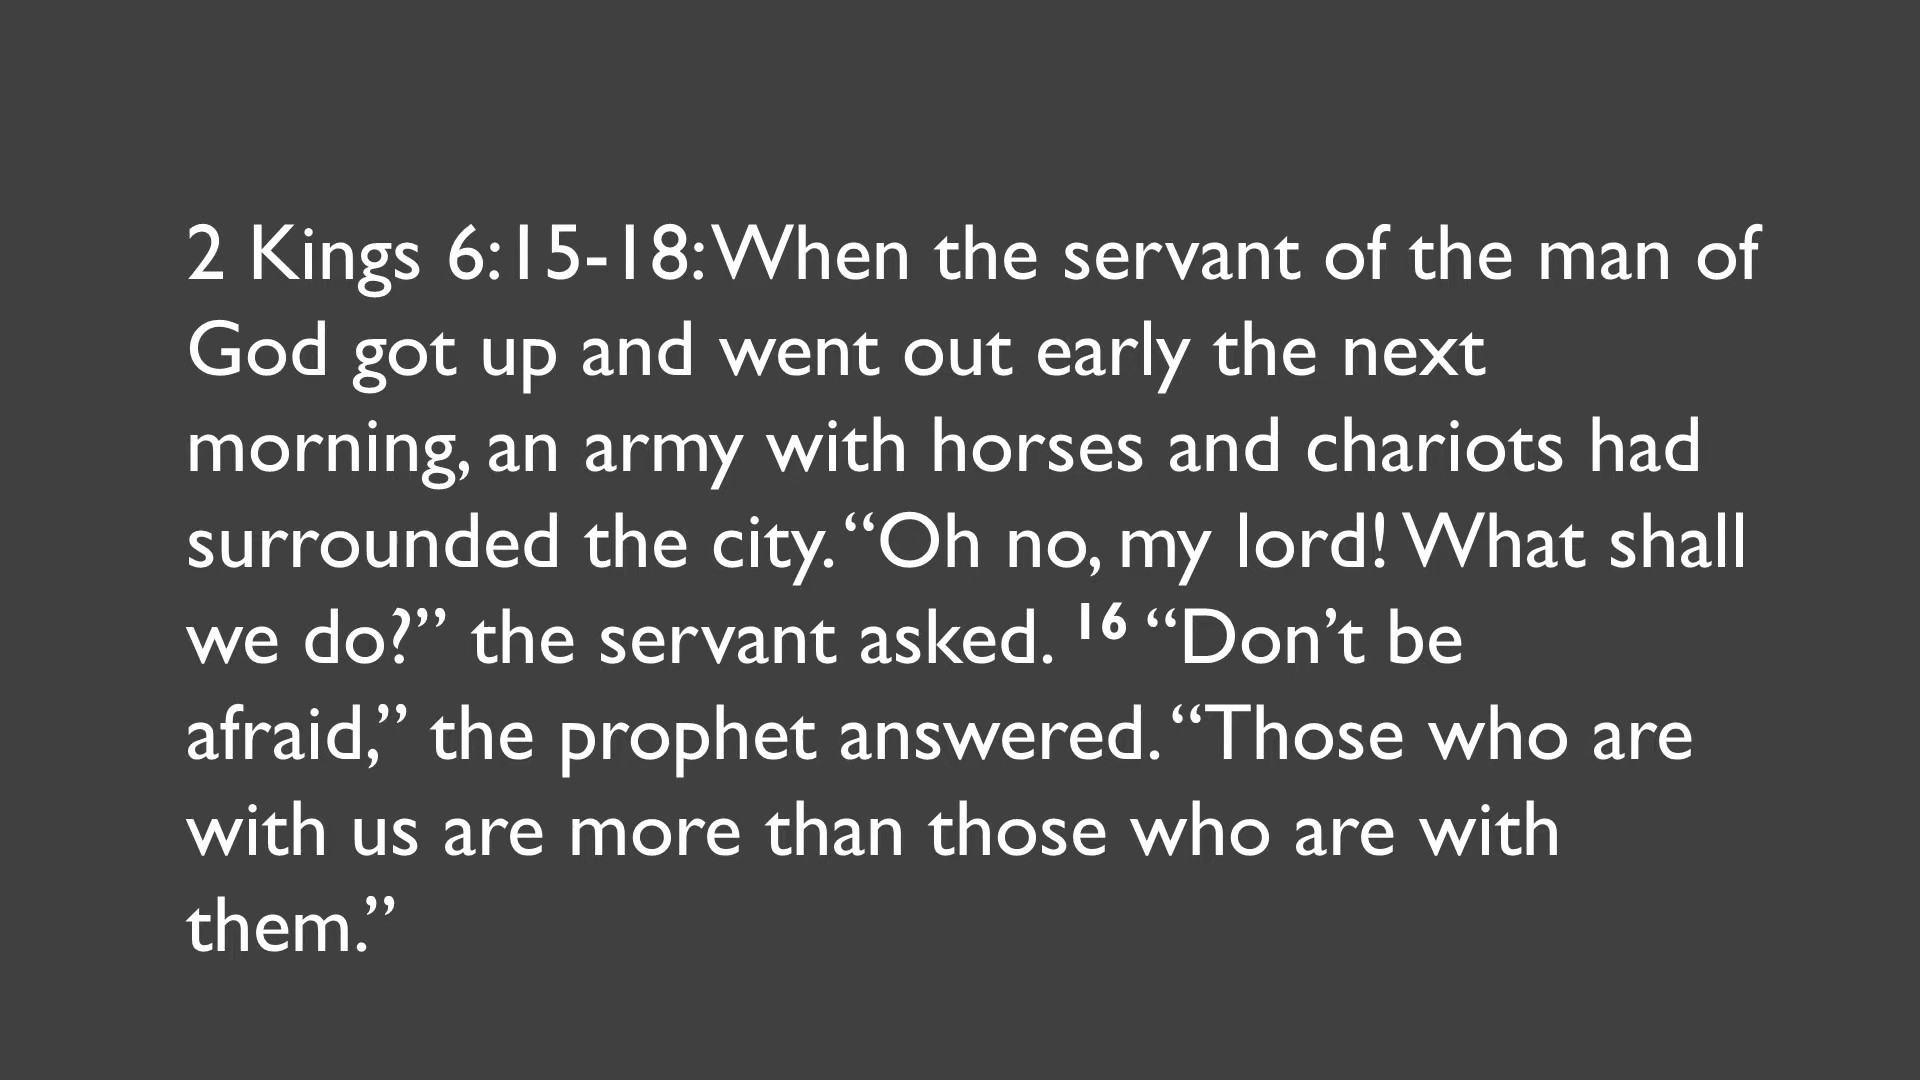 2 Kings 6:15-18: When the servant of the man of
God got up and went out early the next
morning, an army with horses and chariots had
surrounded the city. “Oh no, my lord! What shall
we do?” the servant asked. 16 “Don’t be
afraid,” the prophet answered. “Those who are
with us are more than those who are with
them.”